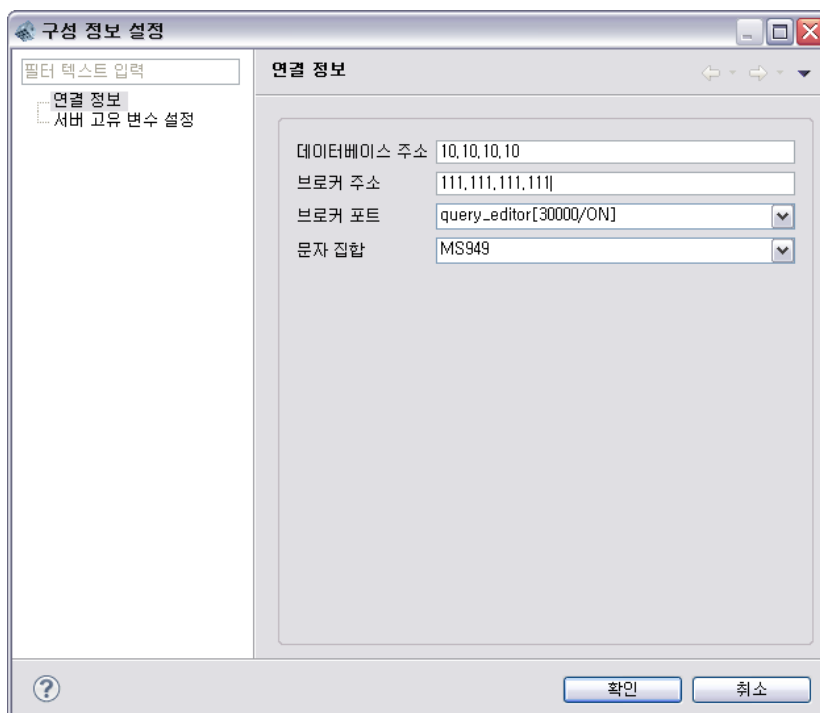 구성 정보 설정
필터 텍스트 입력
연결 정보
서버 고유 변수 설정
연결 정보
데이터베이스 주소 10,10,10,10
브로커 주소 111,111,111,111
브로커 포트 query_editor[30000/ON]
문자 집합 MS949
확인 취소